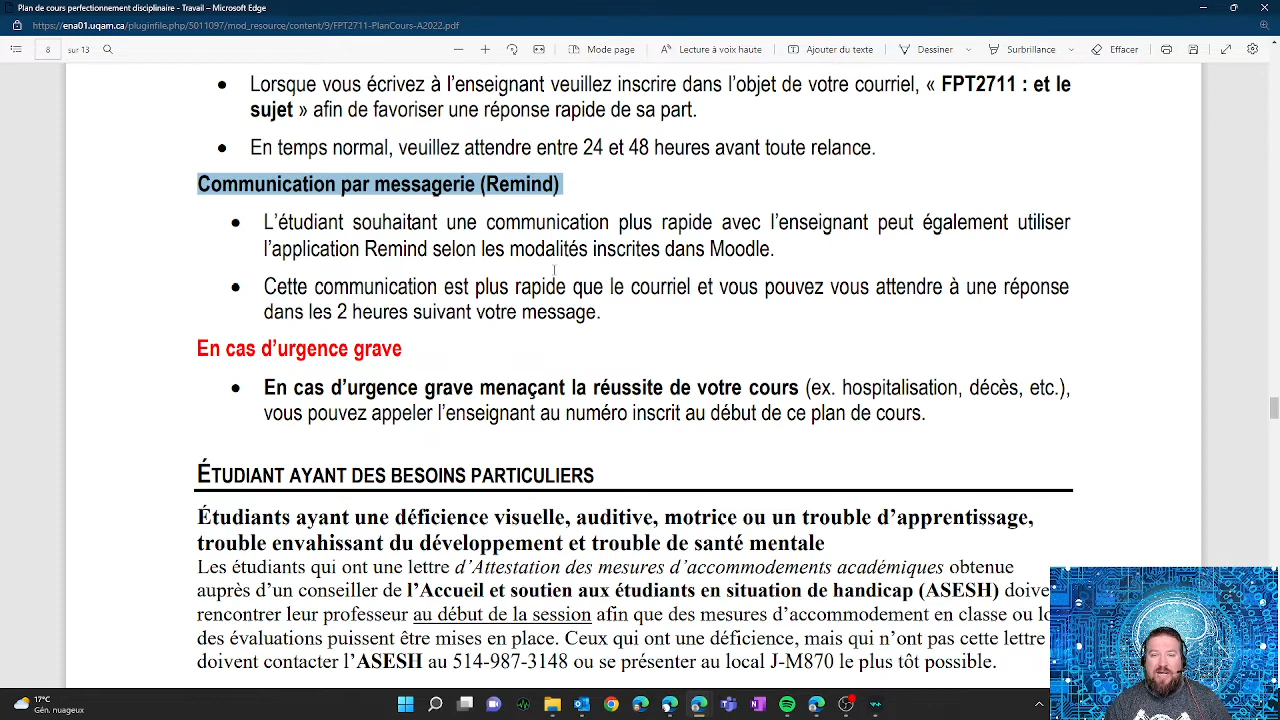 Plan de cours perfectionnement disciplinaire - Travail – Microsoft Edge
https://ena01.uqam.ca/pluginfile.php/5011097/mod_resource/content/9/FPT2711-PlanCours-A2022.pdf
8 sur 13 Mode page Lecture à voix haute Ajouter du texte Dessiner Surbrillance Effacer
• Lorsque vous écrivez à l’enseignant veuillez inscrire dans l’objet de votre courriel, « FPT2711 : et le
sujet » afin de favoriser une réponse rapide de sa part.
• En temps normal, veuillez attendre entre 24 et 48 heures avant toute relance.
Communication par messagerie (Remind)
• L’étudiant souhaitant une communication plus rapide avec l’enseignant peut également utiliser
l’application Remind selon les modalités inscrites dans Moodle.
• Cette communication est plus rapide que le courriel et vous pouvez vous attendre à une réponse
dans les 2 heures suivant votre message.
En cas d’urgence grave
• En cas d’urgence grave menaçant la réussite de votre cours (ex. hospitalisation, décès, etc.),
vous pouvez appeler l’enseignant au numéro inscrit au début de ce plan de cours.
ÉTUDIANT AYANT DES BESOINS PARTICULIERS
Étudiants ayant une déficience visuelle, auditive, motrice ou un trouble d’apprentissage,
trouble envahissant du développement et trouble de santé mentale
Les étudiants qui ont une lettre d’Attestation des mesures d’accommodements académiques obtenue
auprès d’un conseiller de l’Accueil et soutien aux étudiants en situation de handicap (ASESH) doive
rencontrer leur professeur au début de la session afin que des mesures d’accommodement en classe ou lo
des évaluations puissent être mises en place. Ceux qui ont une déficience, mais qui n’ont pas cette lettre
doivent contacter l’ASESH au 514-987-3148 ou se présenter au local J-M870 le plus tôt possible.
17°C
Gén. nuageux